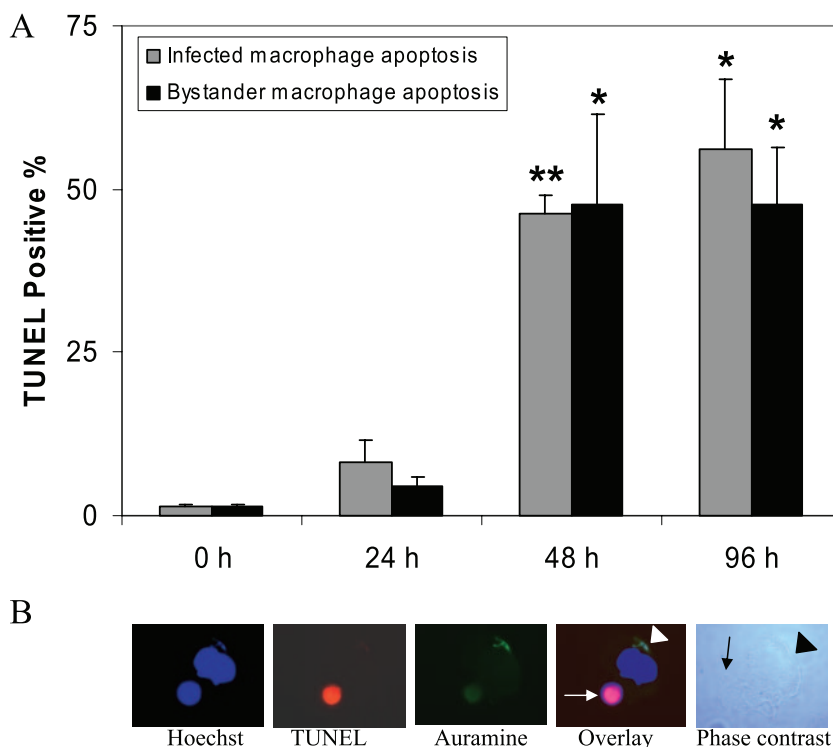 A
75
50
25
0
TUNEL Positive %
Infected macrophage apoptosis
Bystander macrophage apoptosis
** * * *
0 h 24 h 48 h 96 h
B
Hoechst TUNEL Auramine Overlay Phase contrast